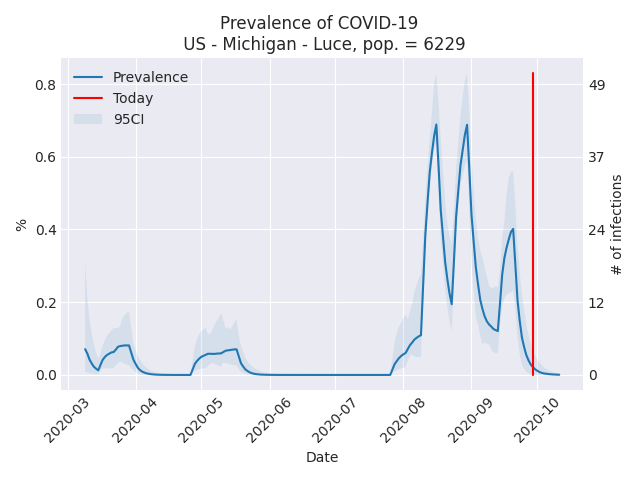 Prevalence of COVID-19
US - Michigan - Luce, pop. = 6229
Prevalence
Today
95CI
0.8
0.6
0.4
0.2
0.0
%
49
37
24
12
0
# of infections
2020-03
2020-04
2020-05
2020-06
2020-07
2020-08
2020-09
2020-10
Date